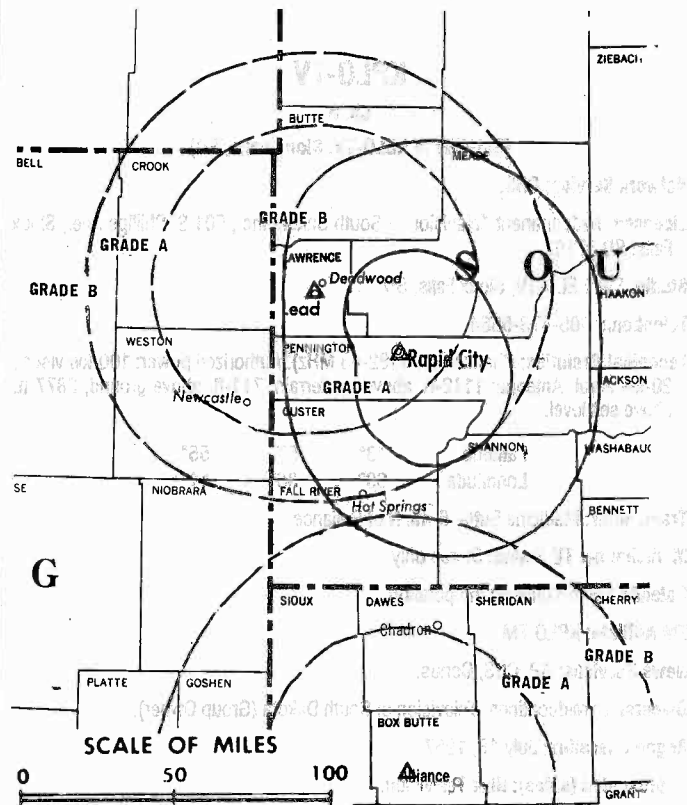 ZIEBACH
BUTTE
MEADE
BELL
CROOK
GRADE B
GRADE A
GRADE B
S O U
LAWRENCE
Deadwood
Lead
HAAKON
WESTON
PENNINGTON
Rapid City
GRADE A
JACKSON
Newcastle
CUSTER
SHANNON
WASHABAUG
SE
NIOBRARA
FALL RIVER
Hot Springs
BENNETT
G
SIOUX
DAWES
SHERIDAN
CHERRY
Chadron
GRADE B
GRADE A
PLATTE
GOSHEN
BOX BUTTE
SCALE OF MILES
0 50 100
Alliance
GRANT